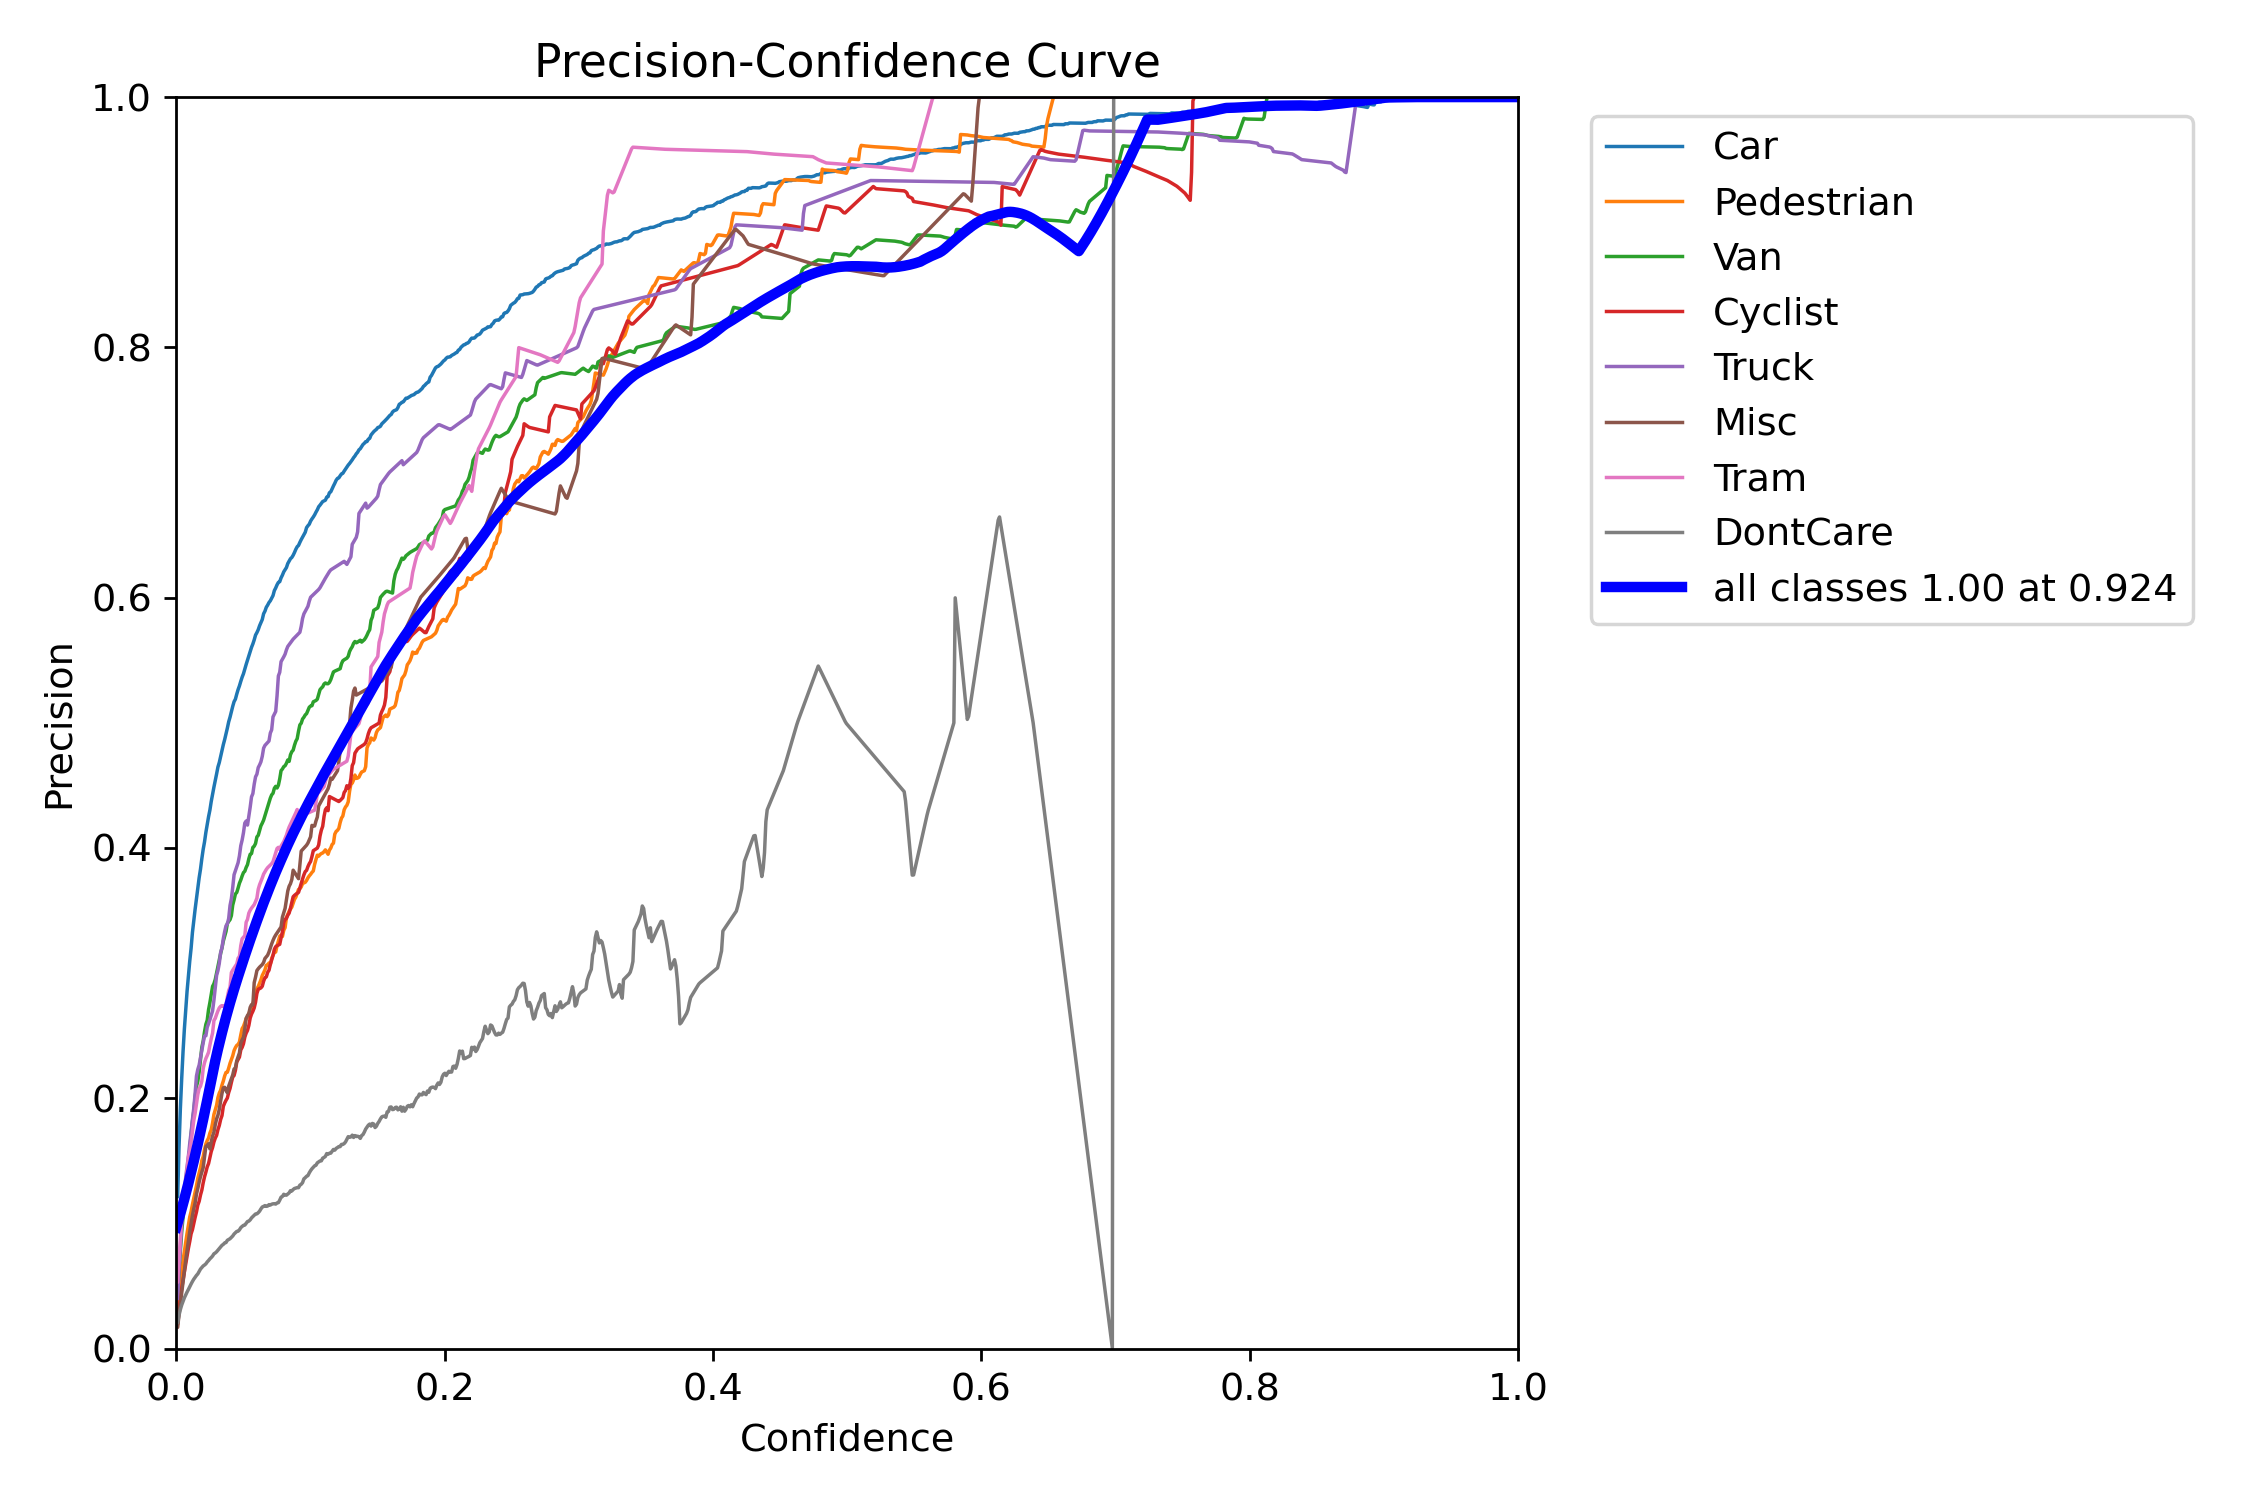 Precision-Confidence Curve
1.0
0.8
0.6
0.4
0.2
0.0
Precision
0.0 0.2 0.4 0.6 0.8 1.0
Confidence
Car
Pedestrian
Van
Cyclist
Truck
Misc
Tram
DontCare
all classes 1.00 at 0.924